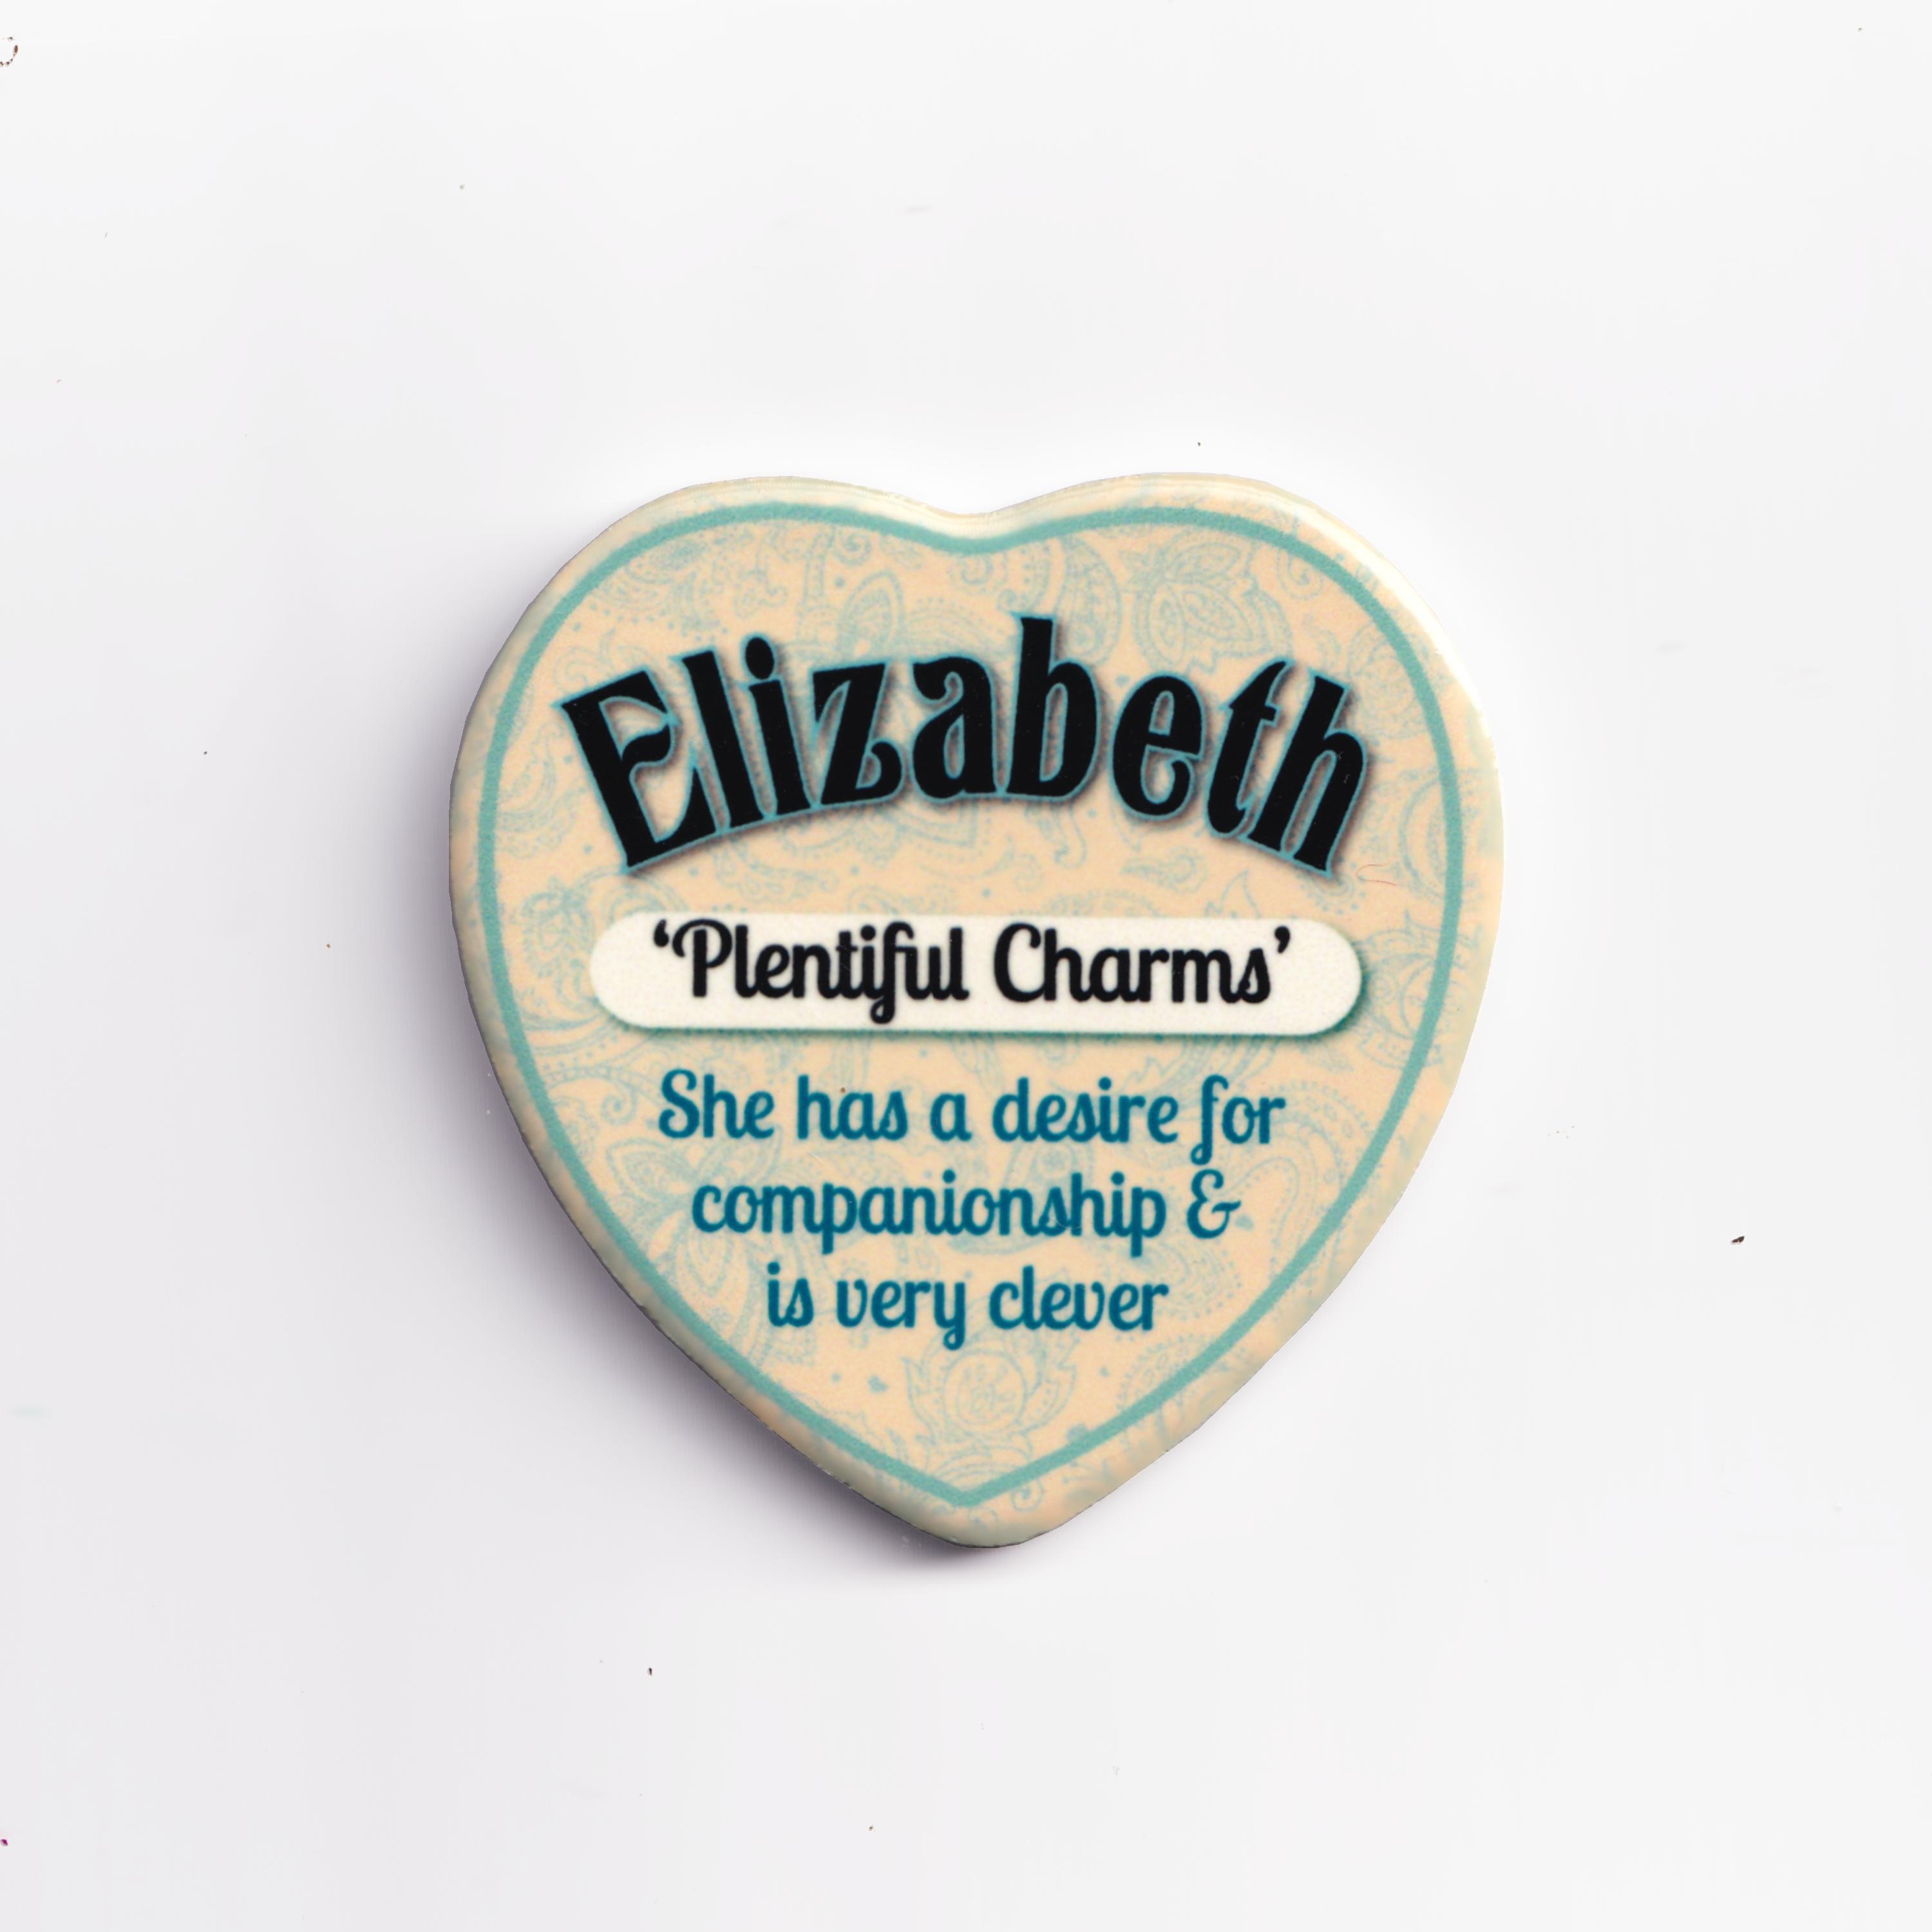 Elizabeth
‘Plentiful Charms’
She has a desire for
companionship &
is very clever